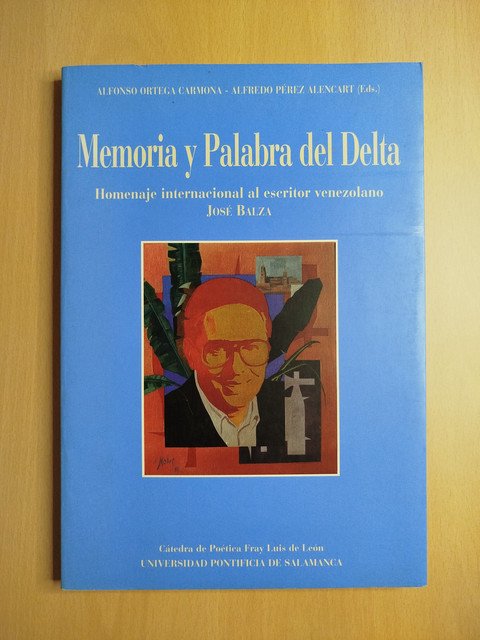 ALFONSO ORTEGA CARMONA - ALFREDO PÉREZ ALENCART (Eds.)
Memoria y Palabra del Delta
Homenaje internacional al escritor venezolano
JOSÉ BALZA
Cátedra de Poética Fray Luis de León
UNIVERSIDAD PONTIFICIA DE SALAMANCA